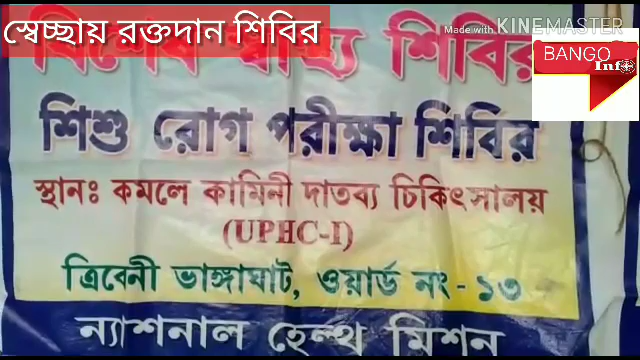 স্বেচ্ছায় রক্তদান শিবির
Made with KINEMASTER
BANGO
Info
বিশেষ স্বাস্থ্য শিবির
শিশু রোগ পরীক্ষা শিবির
স্থানঃ কমলে কামিনী দাতব্য চিকিৎসালয়
(UPHC-I)
ত্রিবেনী ভাঙ্গাঘাট, ওয়ার্ড নং - ১৩
ন্যাশনাল হেল্থ মিশন